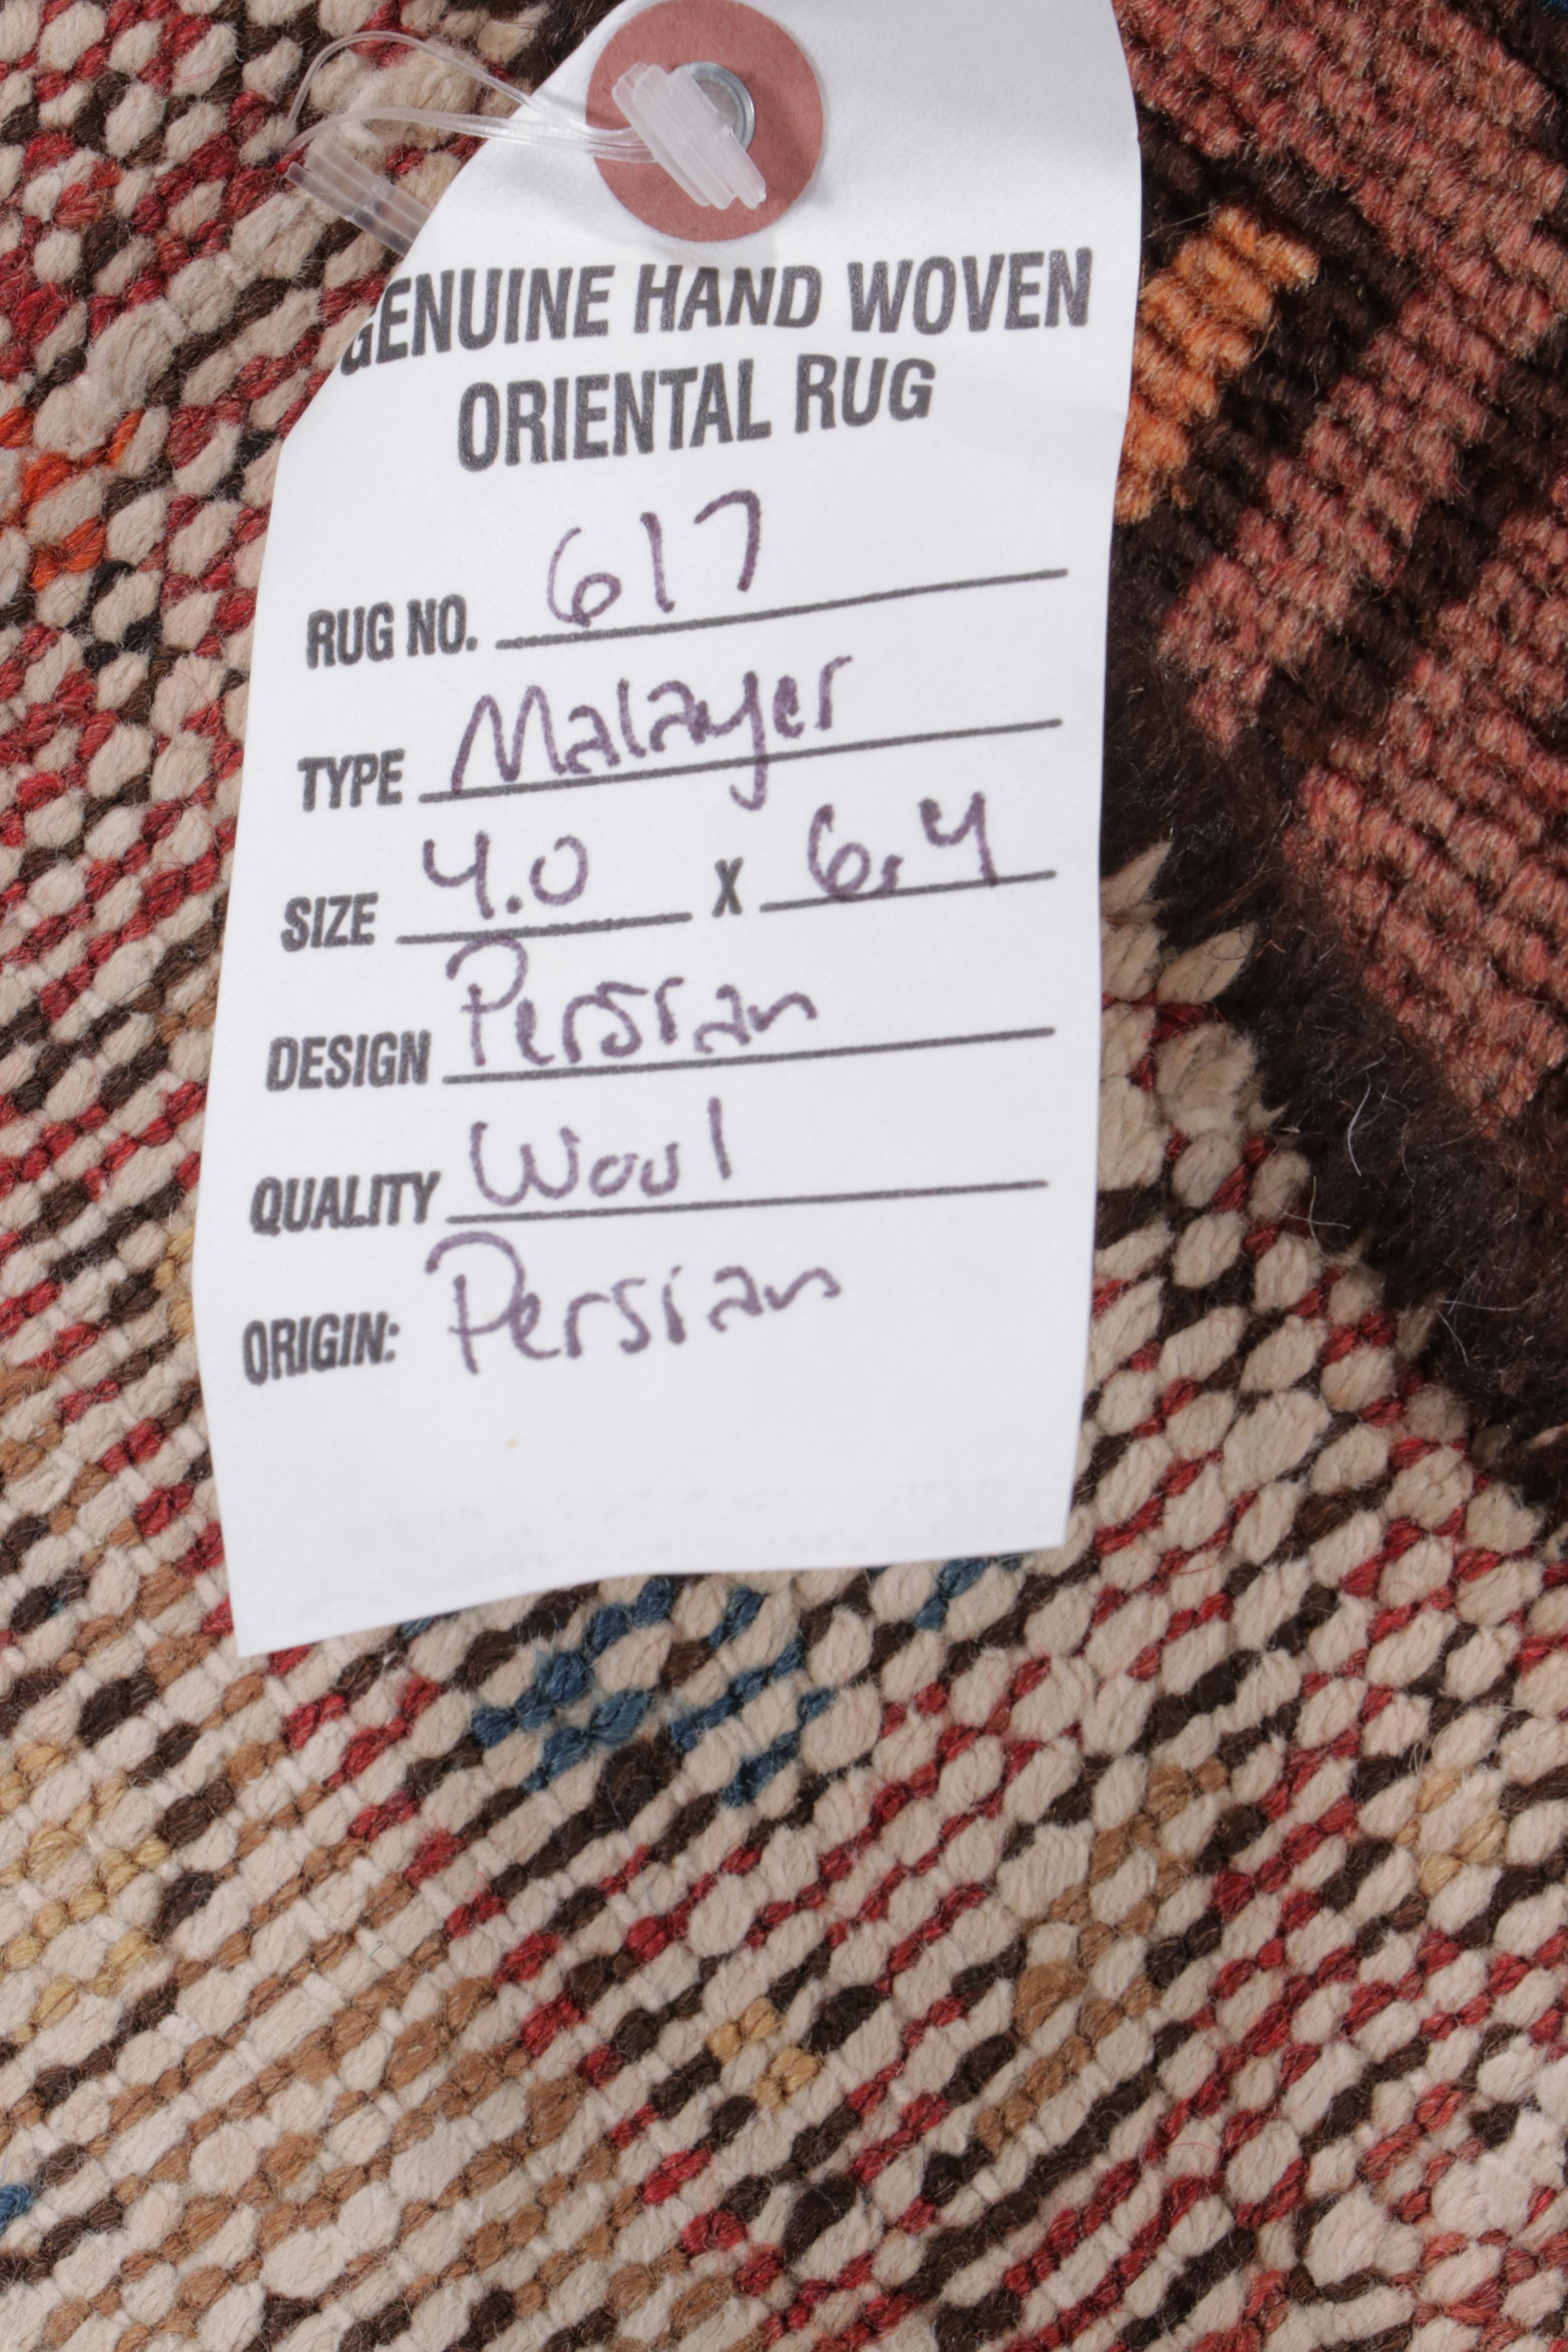 GENUINE HAND WOVEN
ORIENTAL RUG
RUG NO. 617
TYPE Malayer
SIZE 4.0 X 6.4
DESIGN Persian
QUALITY Wool
ORIGIN: Persian